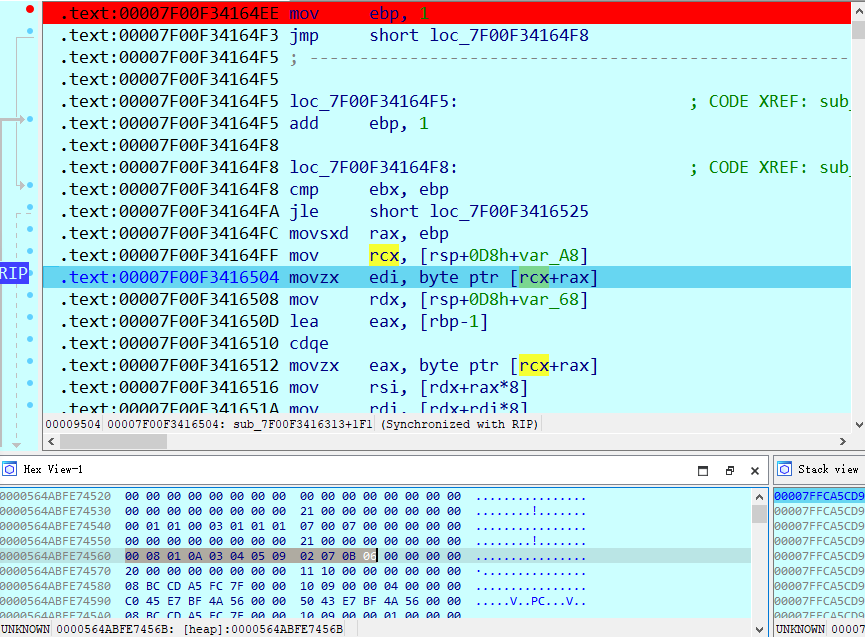 .text:00007F00F34164EE mov ebp, 1
.text:00007F00F34164F3 jmp short loc_7F00F34164F8
.text:00007F00F34164F5 ; ----------------------------------------------------
.text:00007F00F34164F5
.text:00007F00F34164F5 loc_7F00F34164F5: ; CODE XREF: sub_
.text:00007F00F34164F5 add ebp, 1
.text:00007F00F34164F8
.text:00007F00F34164F8 loc_7F00F34164F8: ; CODE XREF: sub_
.text:00007F00F34164F8 cmp ebx, ebp
.text:00007F00F34164FA jle short loc_7F00F3416525
.text:00007F00F34164FC movsxd rax, ebp
.text:00007F00F34164FF mov rcx, [rsp+0D8h+var_A8]
RIP .text:00007F00F3416504 movzx edi, byte ptr [rcx+rax]
.text:00007F00F3416508 mov rdx, [rsp+0D8h+var_68]
.text:00007F00F341650D lea eax, [rbp-1]
.text:00007F00F3416510 cdqe
.text:00007F00F3416512 movzx eax, byte ptr [rcx+rax]
.text:00007F00F3416516 mov rsi, [rdx+rax*8]
.text:00007F00F341651A mov rdi, [rdx+rdi*8]
00009504 00007F00F3416504: sub_7F00F3416313+1F1 (Synchronized with RIP)
Hex View-1
Stack view
0000564ABFE74520 00 00 00 00 00 00 00 00 00 00 00 00 00 00 00 00 ................
0000564ABFE74530 00 00 00 00 00 00 00 00 21 00 00 00 00 00 00 00 ........!.......
0000564ABFE74540 00 01 01 00 03 01 01 01 07 00 07 00 00 00 00 00 ................
0000564ABFE74550 00 00 00 00 00 00 00 00 21 00 00 00 00 00 00 00 ........!.......
0000564ABFE74560 00 08 01 0A 03 04 05 09 02 07 0B 06 00 00 00 00 ................
0000564ABFE74570 20 00 00 00 00 00 00 00 11 10 00 00 00 00 00 00 ................
0000564ABFE74580 08 BC CD A5 FC 7F 00 00 10 09 00 00 04 00 00 00 ................
0000564ABFE74590 C0 45 E7 BF 4A 56 00 00 50 43 E7 BF 4A 56 00 00 .....V..PC...V..
0000564ABFE745A0 08 BC CD A5 FC 7F 00 00 10 09 00 00 01 00 00 00 ................
00007FFCA5CD9
00007FFCA5CD9
00007FFCA5CD9
00007FFCA5CD9
00007FFCA5CD9
00007FFCA5CD9
00007FFCA5CD9
00007FFCA5CD9
00007FFCA5CD9
UNKNOWN 0000564ABFE7456B: [heap]:0000564ABFE7456B
UNKNOWN 00007